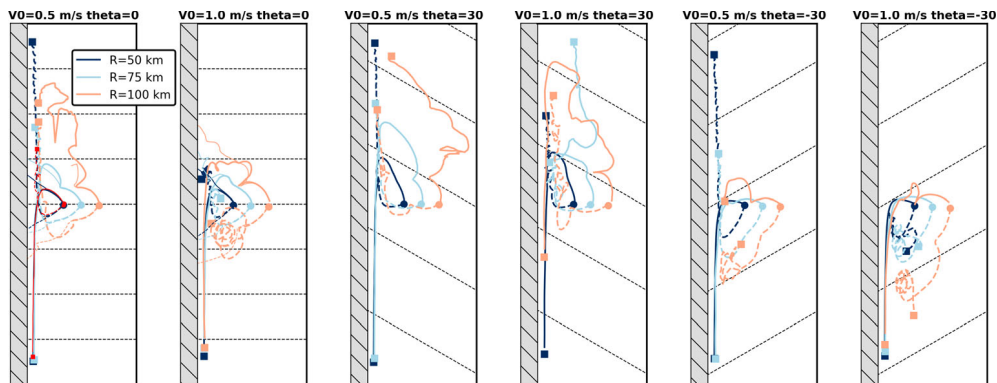 V0=0.5 m/s theta=0
V0=1.0 m/s theta=0
V0=0.5 m/s theta=30
V0=1.0 m/s theta=30
V0=0.5 m/s theta=-30
V0=1.0 m/s theta=-30
R=50 km
R=75 km
R=100 km